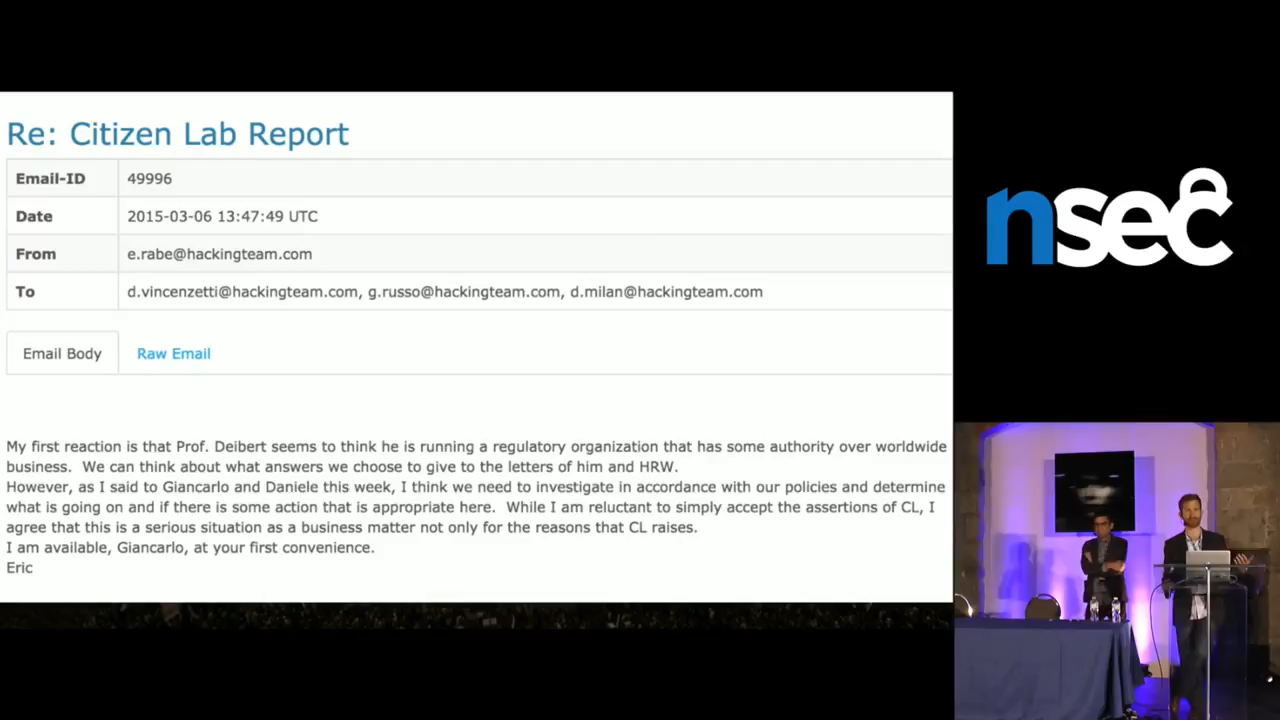 Re: Citizen Lab Report
Email-ID 49996
Date 2015-03-06 13:47:49 UTC
From e.rabe@hackingteam.com
To d.vincenzetti@hackingteam.com, g.russo@hackingteam.com, d.milan@hackingteam.com
Email Body Raw Email
My first reaction is that Prof. Deibert seems to think he is running a regulatory organization that has some authority over worldwide
business.  We can think about what answers we choose to give to the letters of him and HRW.
However, as I said to Giancarlo and Daniele this week, I think we need to investigate in accordance with our policies and determine
what is going on and if there is some action that is appropriate here.  While I am reluctant to simply accept the assertions of CL, I
agree that this is a serious situation as a business matter not only for the reasons that CL raises.
I am available, Giancarlo, at your first convenience.
Eric
nsec